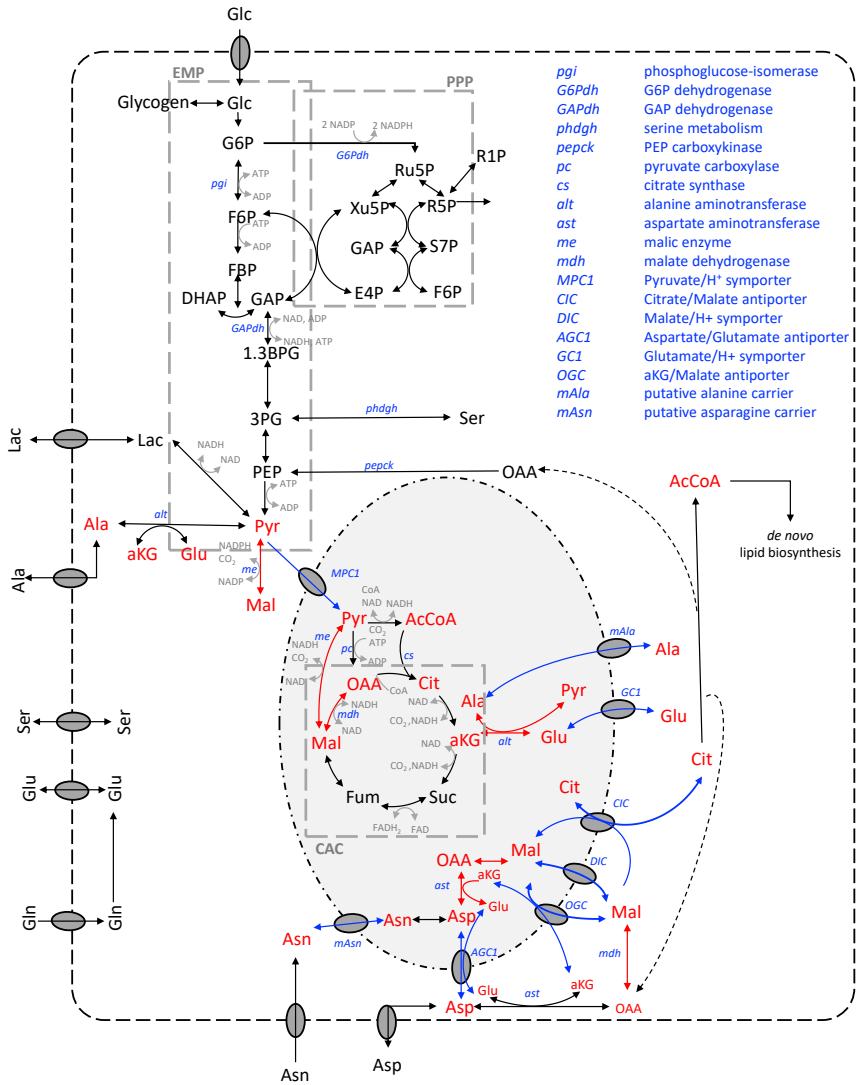 Glc
EMP
PPP
Glycogen
Glc
2 NADP
2 NADPH
G6P
G6Pdh
R1P
pgi
ATP
ADP
Ru5P
Xu5P
R5P
F6P
ATP
ADP
GAP
S7P
FBP
DHAP
GAP
E4P
F6P
GAPdh
NAD, ADP
NADH, ATP
1.3BPG
pgi phosphoglucose-isomerase
G6Pdh G6P dehydrogenase
GAPdh GAP dehydrogenase
phdgh serine metabolism
pepck PEP carboxykinase
pc pyruvate carboxylase
cs citrate synthase
alt alanine aminotransferase
ast aspartate aminotransferase
me malic enzyme
mdh malate dehydrogenase
MPC1 Pyruvate/H⁺ symporter
CIC Citrate/Malate antiporter
DIC Malate/H+ symporter
AGC1 Aspartate/Glutamate antiporter
GC1 Glutamate/H+ symporter
OGC aKG/Malate antiporter
mAla putative alanine carrier
mAsn putative asparagine carrier
3PG
phdgh
Ser
Lac
Lac
NADH
NAD
PEP
pepck
OAA
ATP
ADP
AcCoA
de novo
lipid biosynthesis
Ala
alt
Pyr
aKG
Glu
NADPH
CO₂
NADP
me
Mal
Ala
MPC1
CoA
NAD
NADH
CO₂
Pyr
AcCoA
me
NADH
CO₂
NAD
pc
ATP
ADP
cs
OAA
CoA
Cit
NADH
mdh
NAD
Mal
NAD
CO₂ ,NADH
aKG
NAD
CO₂ ,NADH
Fum
Suc
FADH₂
FAD
CAC
Ala
alt
Pyr
Glu
mAla
Ala
GC1
Glu
Cit
Cit
CIC
Ser
Ser
Glu
Glu
Gln
Gln
OAA
Mal
DIC
ast
aKG
Glu
OGC
Mal
Asn
mAsn
Asn
Asp
AGC1
mdh
Glu
ast
aKG
Asp
OAA
Asn
Asp